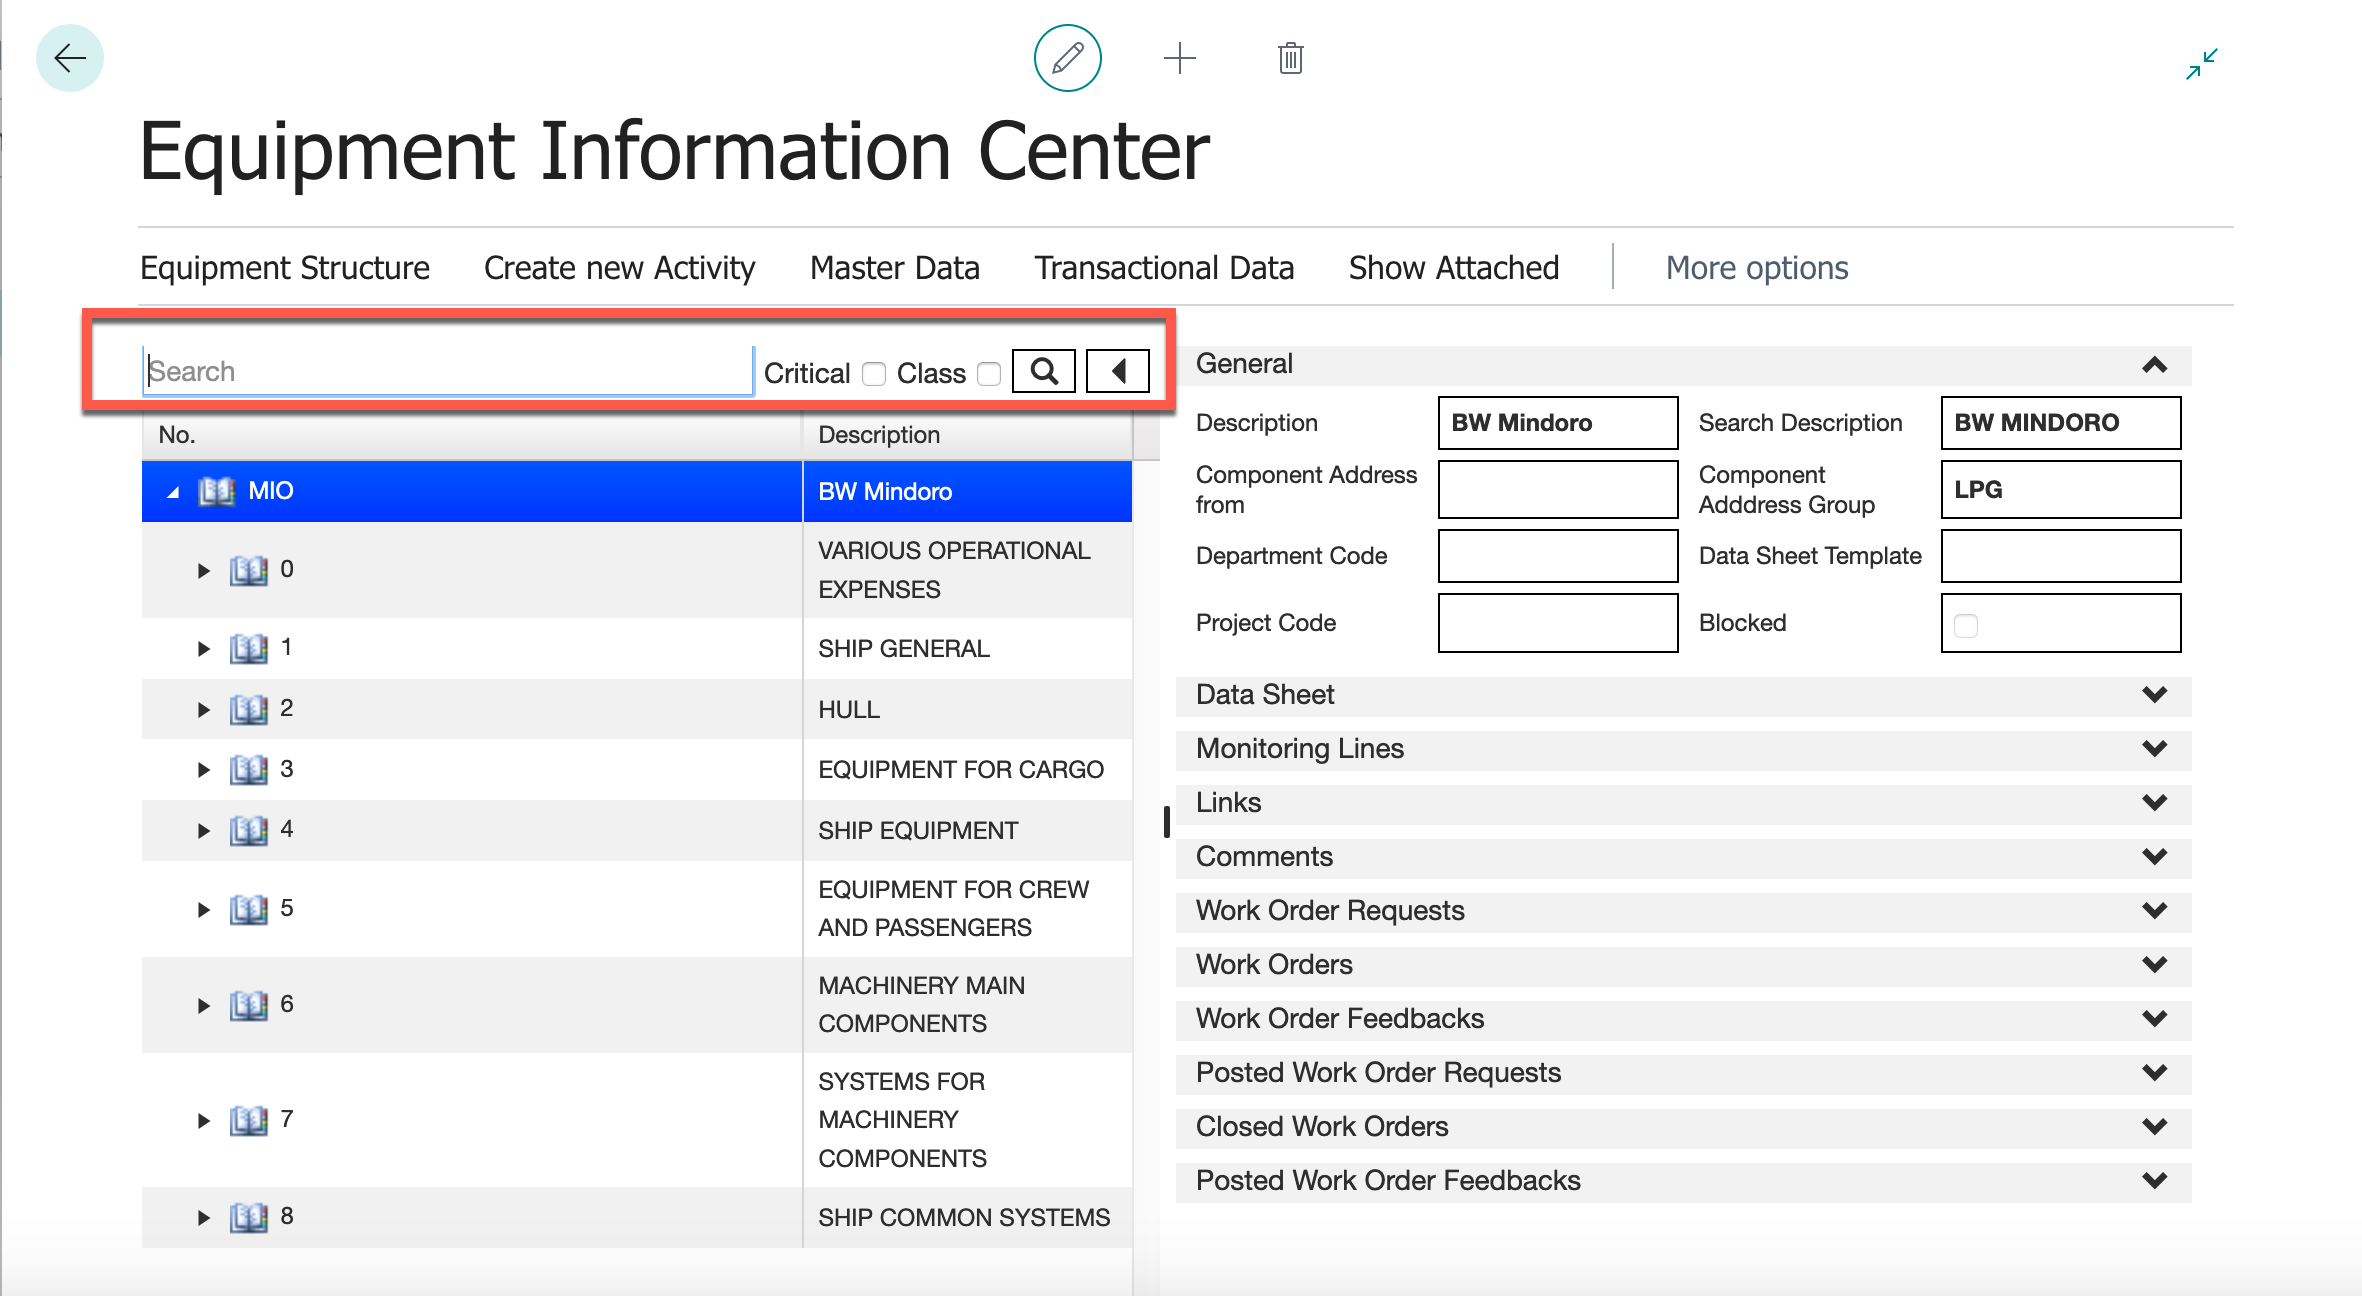 Equipment Information Center
Equipment Structure Create new Activity Master Data Transactional Data Show Attached More options
Search Critical Class
No. Description
MIO BW Mindoro
0 VARIOUS OPERATIONAL
EXPENSES
1 SHIP GENERAL
2 HULL
3 EQUIPMENT FOR CARGO
4 SHIP EQUIPMENT
5 EQUIPMENT FOR CREW
AND PASSENGERS
6 MACHINERY MAIN
COMPONENTS
7 SYSTEMS FOR
MACHINERY
COMPONENTS
8 SHIP COMMON SYSTEMS
General
Description BW Mindoro Search Description BW MINDORO
Component Address
from
Component
Adddress Group LPG
Department Code Data Sheet Template
Project Code Blocked
Data Sheet
Monitoring Lines
Links
Comments
Work Order Requests
Work Orders
Work Order Feedbacks
Posted Work Order Requests
Closed Work Orders
Posted Work Order Feedbacks